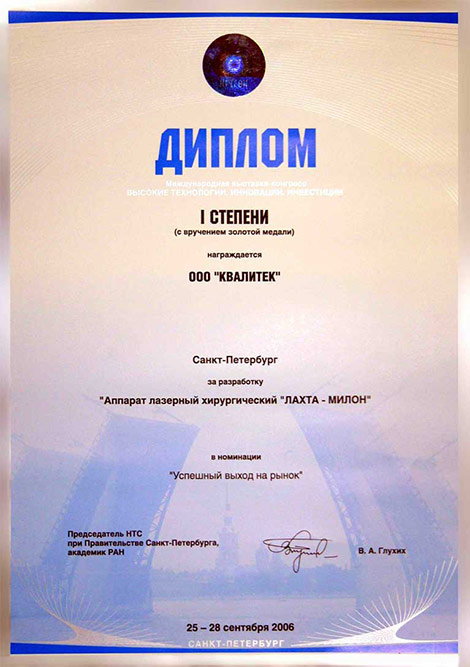 ДИПЛОМ
Международная выставка-конгресс
ВЫСОКИЕ ТЕХНОЛОГИИ. ИННОВАЦИИ. ИНВЕСТИЦИИ
I СТЕПЕНИ
(с вручением золотой медали)
награждается
ООО "КВАЛИТЕК"
Санкт-Петербург
за разработку
"Аппарат лазерный хирургический "ЛАХТА - МИЛОН"
в номинации
"Успешный выход на рынок"
Председатель НТС
при Правительстве Санкт-Петербурга,
академик РАН
В. А. Глухих
25 – 28 сентября 2006
САНКТ-ПЕТЕРБУРГ